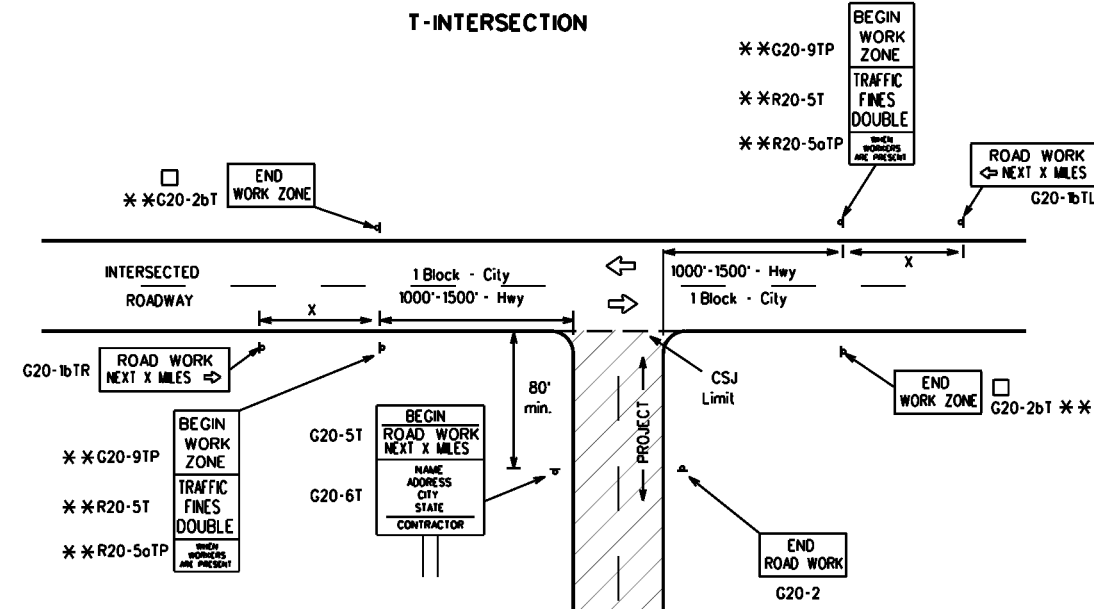 T-INTERSECTION
BEGIN
WORK
ZONE
**G20-9TP
TRAFFIC
FINES
DOUBLE
**R20-5T
WHEN
WORKERS
ARE PRESENT
**R20-5aTP
ROAD WORK
⇦ NEXT X MILES
G20-1bTL
END
WORK ZONE
□
**G20-2bT
INTERSECTED
ROADWAY
1 Block - City
1000'-1500' - Hwy
1000'-1500' - Hwy
1 Block - City
X
X
G20-1bTR
ROAD WORK
NEXT X MILES ⇨
80'
min.
CSJ
Limit
PROJECT
END
WORK ZONE
□
G20-2bT **
BEGIN
WORK
ZONE
**G20-9TP
TRAFFIC
FINES
DOUBLE
**R20-5T
WHEN
WORKERS
ARE PRESENT
**R20-5aTP
G20-5T
BEGIN
ROAD WORK
NEXT X MILES
G20-6T
NAME
ADDRESS
CITY
STATE
CONTRACTOR
END
ROAD WORK
G20-2